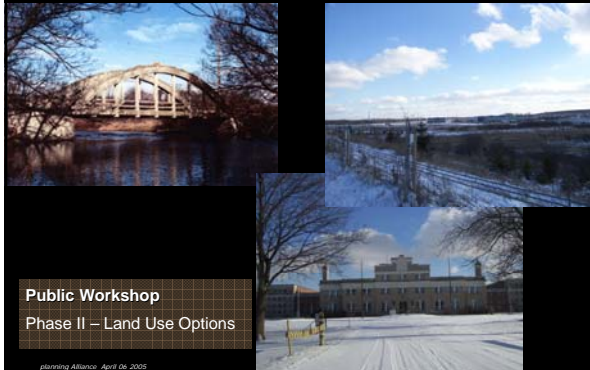 Public Workshop
Phase II – Land Use Options
planning Alliance April 06 2005